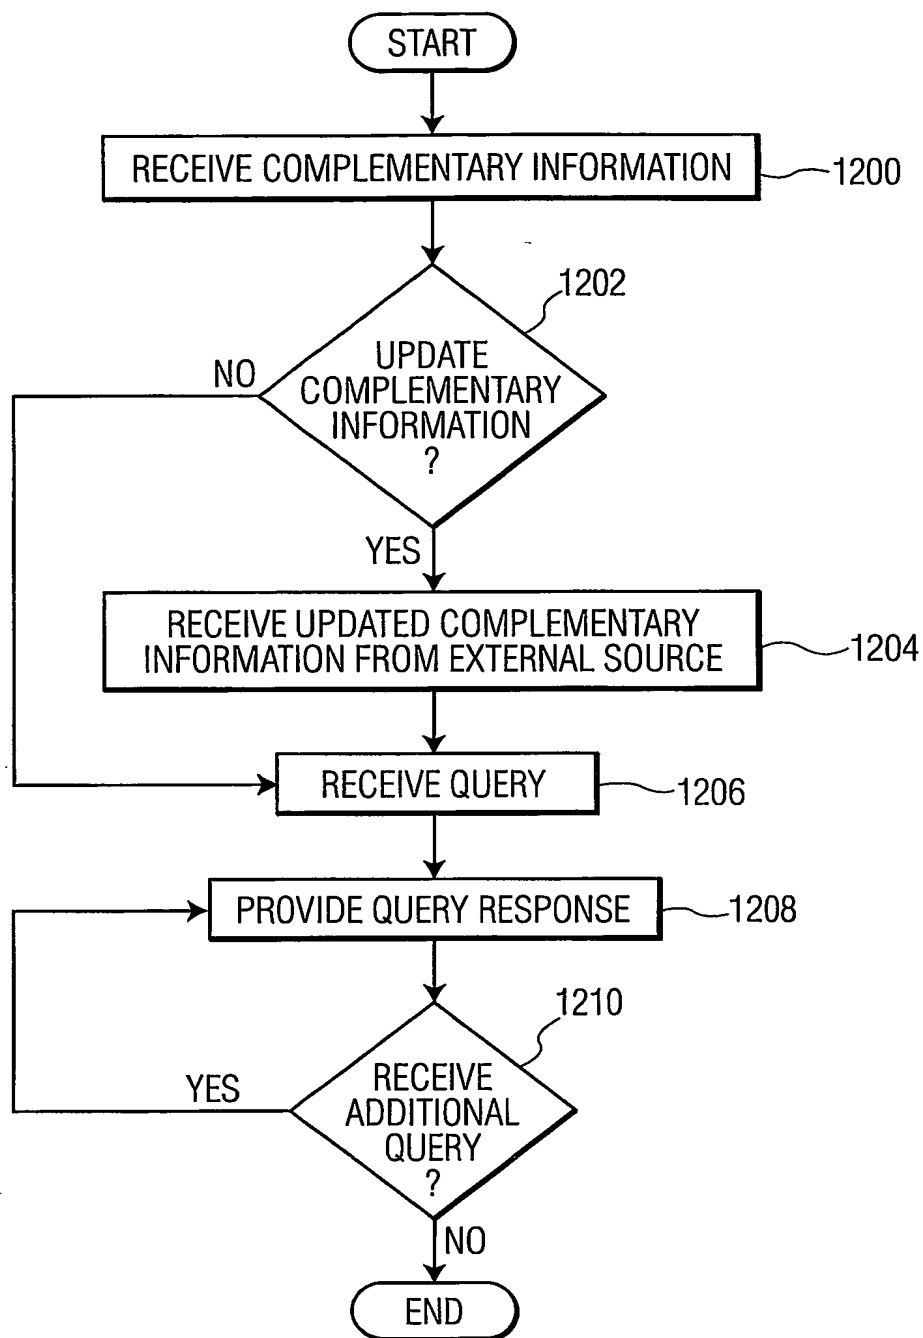 START
RECEIVE COMPLEMENTARY INFORMATION
1200
1202
UPDATE
COMPLEMENTARY
INFORMATION
?
NO
YES
RECEIVE UPDATED COMPLEMENTARY
INFORMATION FROM EXTERNAL SOURCE
1204
RECEIVE QUERY
1206
PROVIDE QUERY RESPONSE
1208
1210
RECEIVE
ADDITIONAL
QUERY
?
YES
NO
END